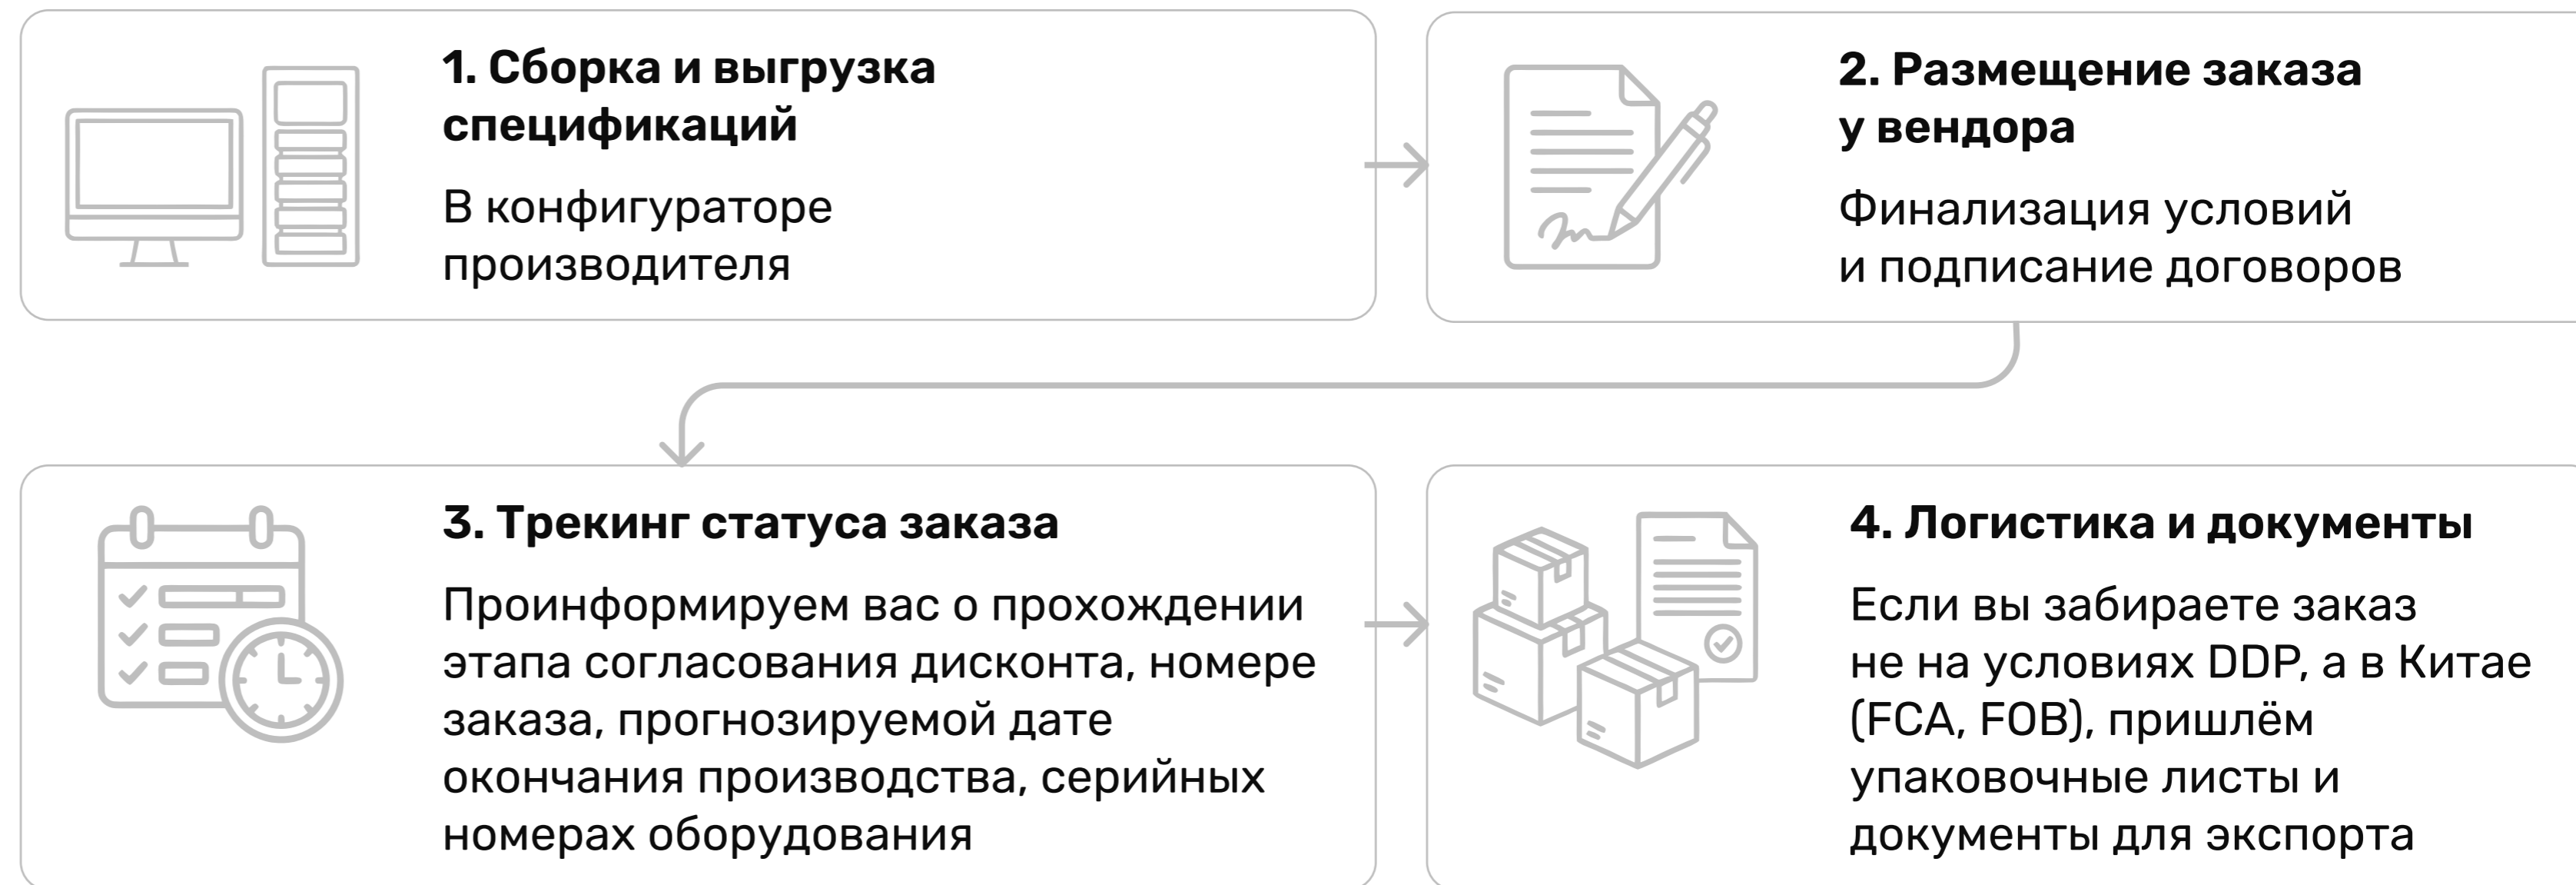 1. Сборка и выгрузка
спецификаций
В конфигураторе
производителя
2. Размещение заказа
у вендора
Финализация условий
и подписание договоров
3. Трекинг статуса заказа
Проинформируем вас о прохождении
этапа согласования дисконта, номере
заказа, прогнозируемой дате
окончания производства, серийных
номерах оборудования
4. Логистика и документы
Если вы забираете заказ
не на условиях DDP, а в Китае
(FCA, FOB), пришлём
упаковочные листы и
документы для экспорта